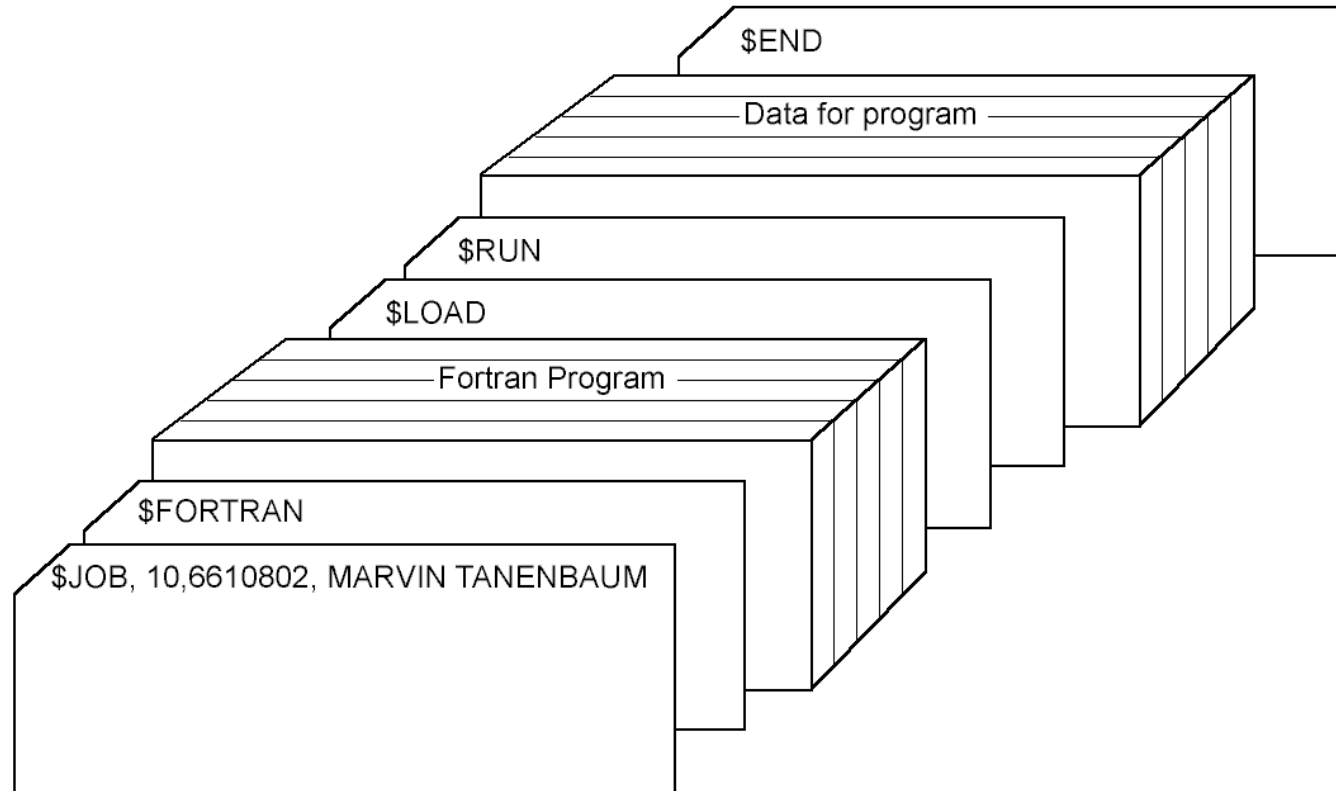 $END
Data for program
$RUN
$LOAD
Fortran Program
$FORTRAN
$JOB, 10,6610802, MARVIN TANENBAUM